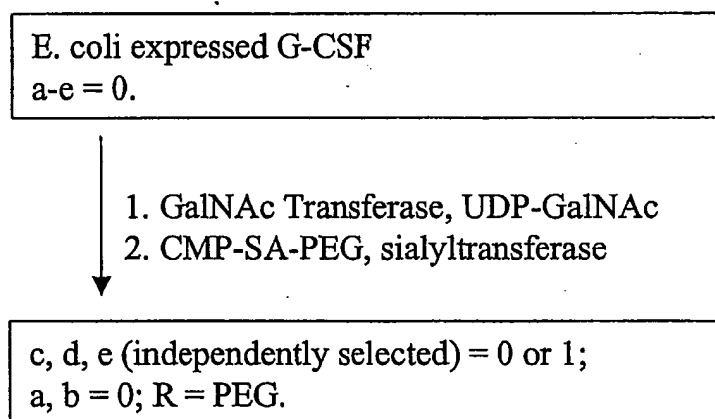 E. coli expressed G-CSF
a-e = 0.
1. GalNAc Transferase, UDP-GalNAc
2. CMP-SA-PEG, sialyltransferase
c, d, e (independently selected) = 0 or 1;
a, b = 0; R = PEG.